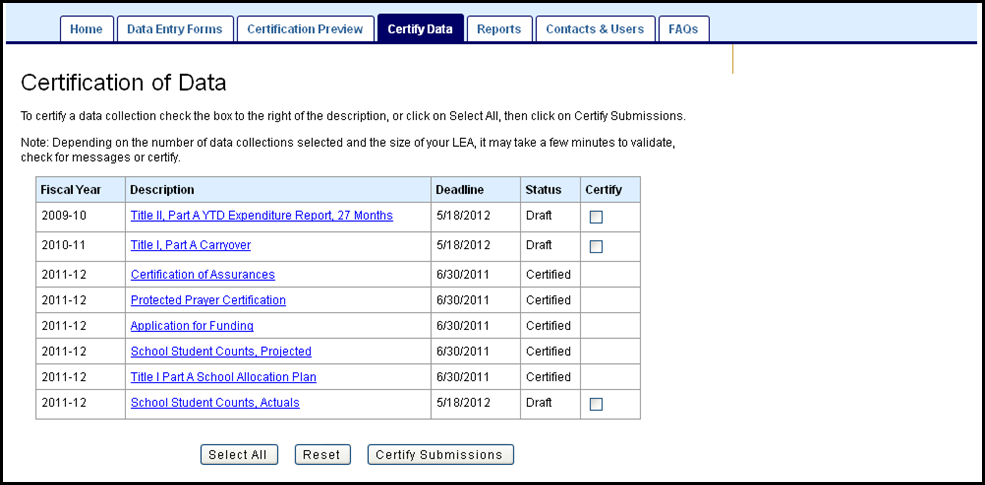 Home Data Entry Forms Certification Preview Certify Data Reports Contacts & Users FAQs
Certification of Data
To certify a data collection check the box to the right of the description, or click on Select All, then click on Certify Submissions.
Note: Depending on the number of data collections selected and the size of your LEA, it may take a few minutes to validate,
check for messages or certify.
Fiscal Year Description Deadline Status Certify
2009-10 Title II, Part A YTD Expenditure Report, 27 Months 5/18/2012 Draft
2010-11 Title I, Part A Carryover 5/18/2012 Draft
2011-12 Certification of Assurances 6/30/2011 Certified
2011-12 Protected Prayer Certification 6/30/2011 Certified
2011-12 Application for Funding 6/30/2011 Certified
2011-12 School Student Counts, Projected 6/30/2011 Certified
2011-12 Title I Part A School Allocation Plan 6/30/2011 Certified
2011-12 School Student Counts, Actuals 5/18/2012 Draft
Select All Reset Certify Submissions